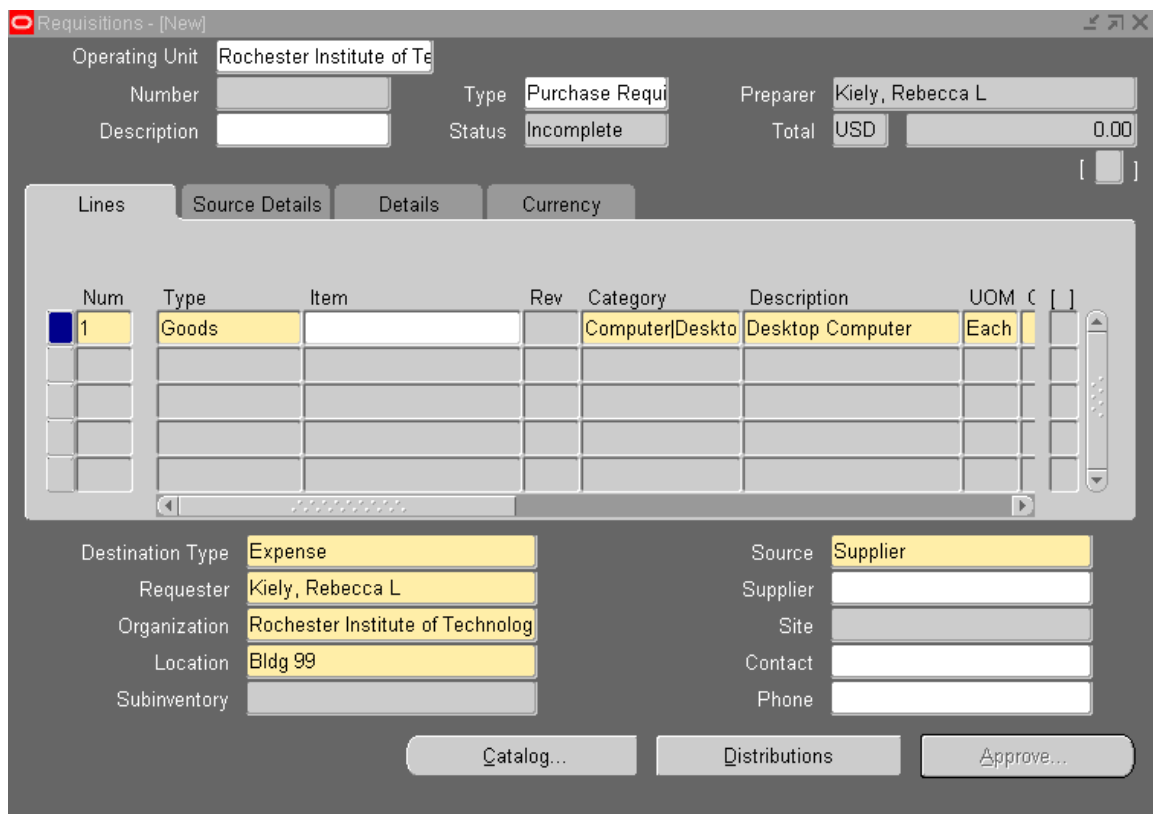 Requisitions - [New]
Operating Unit Rochester Institute of Te
Number Type Purchase Requi Preparer Kiely, Rebecca L
Description Status Incomplete Total USD 0.00
[ ]
Lines Source Details Details Currency
Num Type Item Rev Category Description UOM [ ]
1 Goods Computer|Deskto Desktop Computer Each
Destination Type Expense Source Supplier
Requester Kiely, Rebecca L Supplier
Organization Rochester Institute of Technolog Site
Location Bldg 99 Contact
Subinventory Phone
Catalog... Distributions Approve...